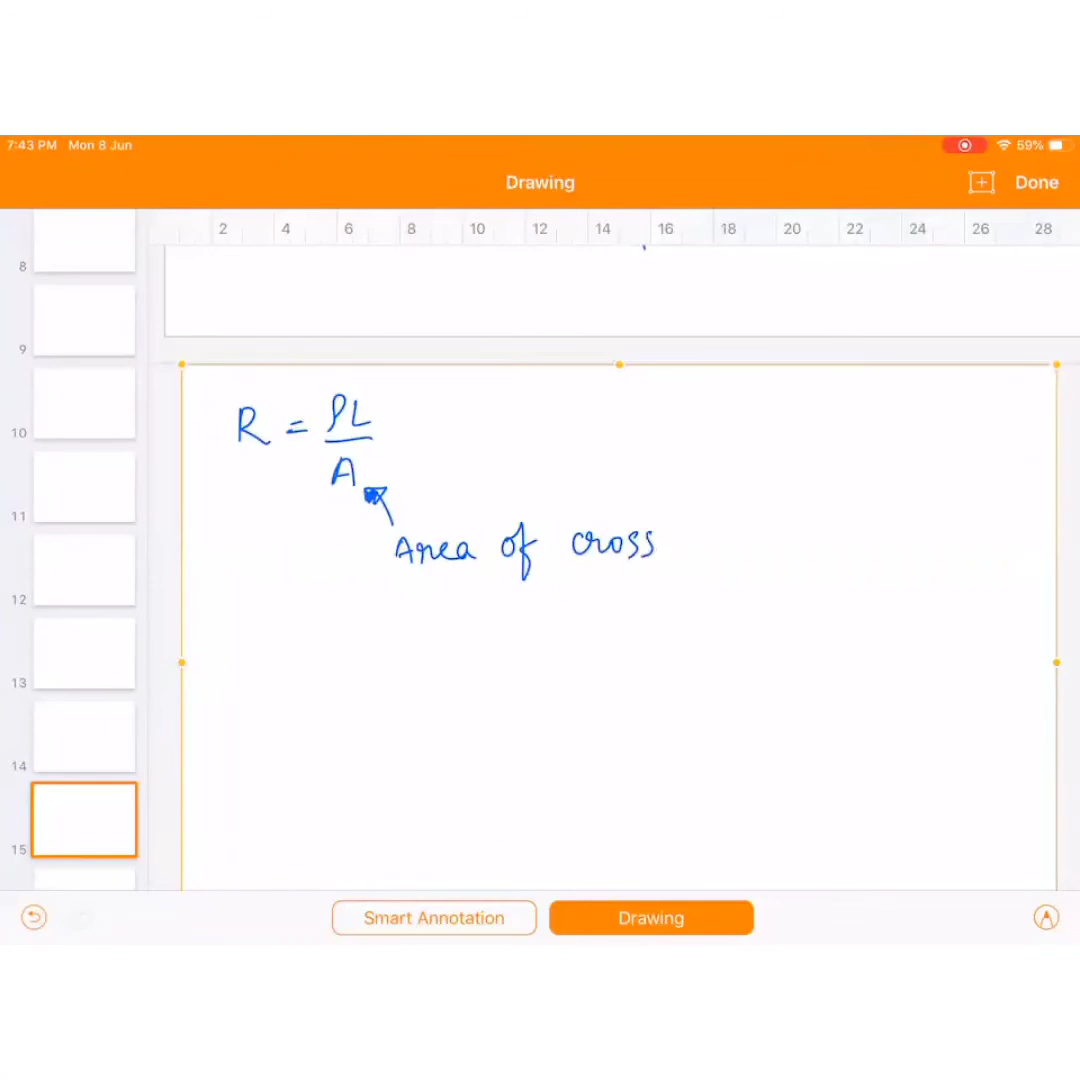 7:43 PM Mon 8 Jun 59%
Drawing Done
2 4 6 8 10 12 14 16 18 20 22 24 26 28
8
9
10
11
12
13
14
15
R = ρL
A
Area of cross
Smart Annotation Drawing